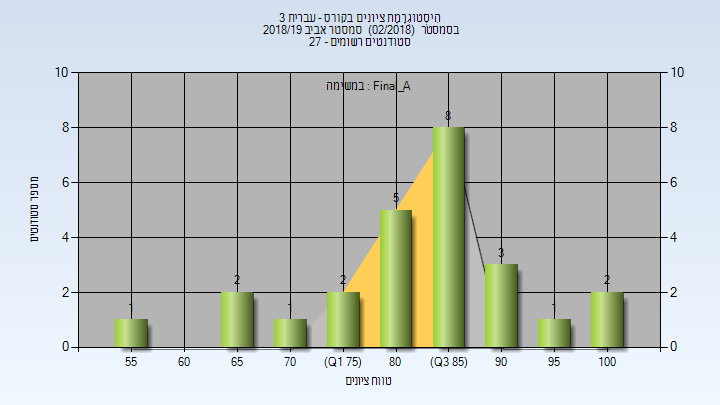 הִיסְטוֹגְרָמַת ציונים בקורס - עברית 3
בסמסטר (02/2018) סמסטר אביב 2018/19
סטודנטים רשומים - 27
במשימה : Final_A
10 10
8 8
6 6
4 4
2 2
0 0
1 2 1 2 5 8 3 1 2
מספר סטודנטים
55 60 65 70 (Q1 75) 80 (Q3 85) 90 95 100
טווח ציונים